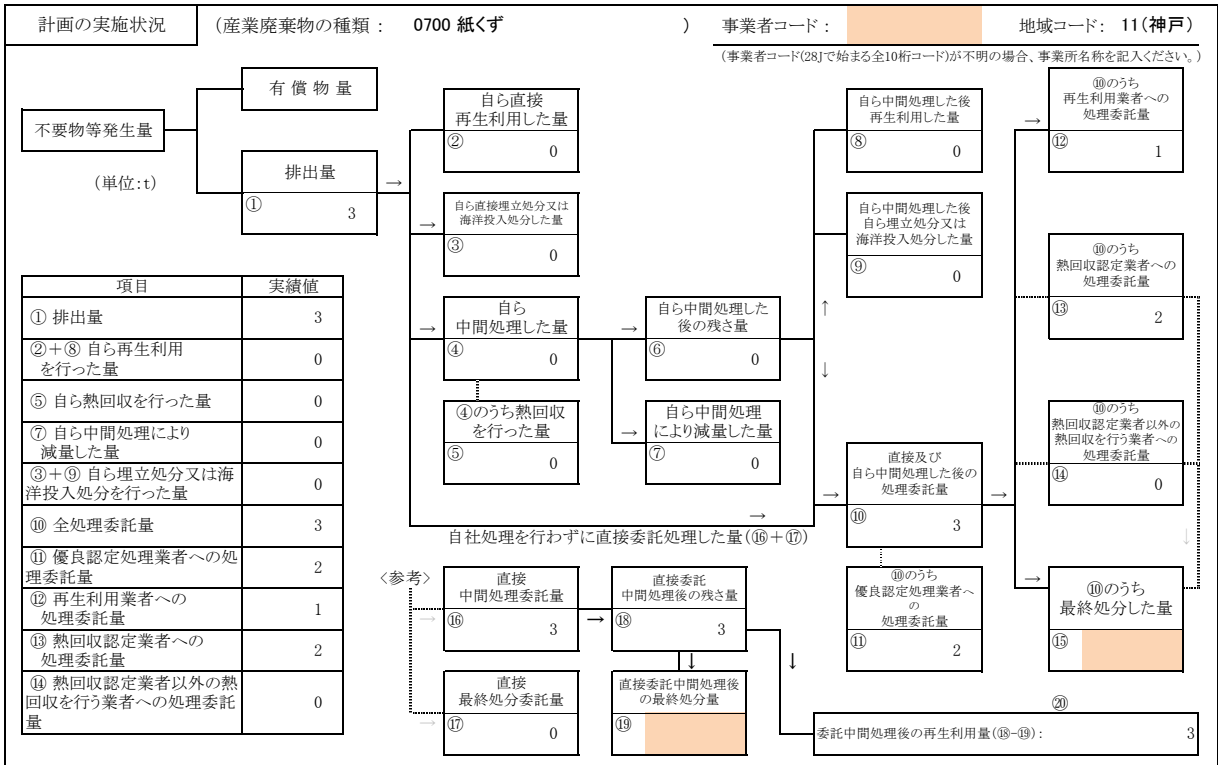 計画の実施状況 (産業廃棄物の種類： 0700 紙くず ) 事業者コード： 地域コード： 11(神戸)
(事業者コード(28Jで始まる全10桁コード)が不明の場合、事業所名称を記入ください。)
不要物等発生量
(単位:t)
有償物量
排出量
① 3
→
自ら直接
再生利用した量
② 0
→
自ら直接埋立処分又は
海洋投入処分した量
③ 0
→
自ら
中間処理した量
④ 0
④のうち熱回収
を行った量
⑤ 0
→
自ら中間処理した
後の残さ量
⑥ 0
→
自ら中間処理
により減量した量
⑦ 0
自ら中間処理した後
再生利用した量
⑧ 0
自ら中間処理した後
自ら埋立処分又は
海洋投入処分した量
⑨ 0
↑
↓
→
直接及び
自ら中間処理した後の
処理委託量
⑩ 3
→
⑩のうち
優良認定処理業者へ
の
処理委託量
⑪ 2
→
⑩のうち
再生利用業者への
処理委託量
⑫ 1
⑩のうち
熱回収認定業者への
処理委託量
⑬ 2
⑩のうち
熱回収認定業者以外の
熱回収を行う業者への
処理委託量
⑭ 0
↓
→
⑩のうち
最終処分した量
⑮
項目 実績値
① 排出量 3
②＋⑧ 自ら再生利用
を行った量 0
⑤ 自ら熱回収を行った量 0
⑦ 自ら中間処理により
減量した量 0
③＋⑨ 自ら埋立処分又は海
洋投入処分を行った量 0
⑩ 全処理委託量 3
⑪ 優良認定処理業者への処
理委託量 2
⑫ 再生利用業者への
処理委託量 1
⑬ 熱回収認定業者への
処理委託量 2
⑭ 熱回収認定業者以外の熱
回収を行う業者への処理委託
量 0
→
自社処理を行わずに直接委託処理した量(⑯＋⑰)
〈参考〉
→
直接
中間処理委託量
⑯ 3
→
直接委託
中間処理後の残さ量
⑱ 3
↓
↓
→
直接
最終処分委託量
⑰ 0
直接委託中間処理後
の最終処分量
⑲
⑳
委託中間処理後の再生利用量(⑱-⑲)： 3